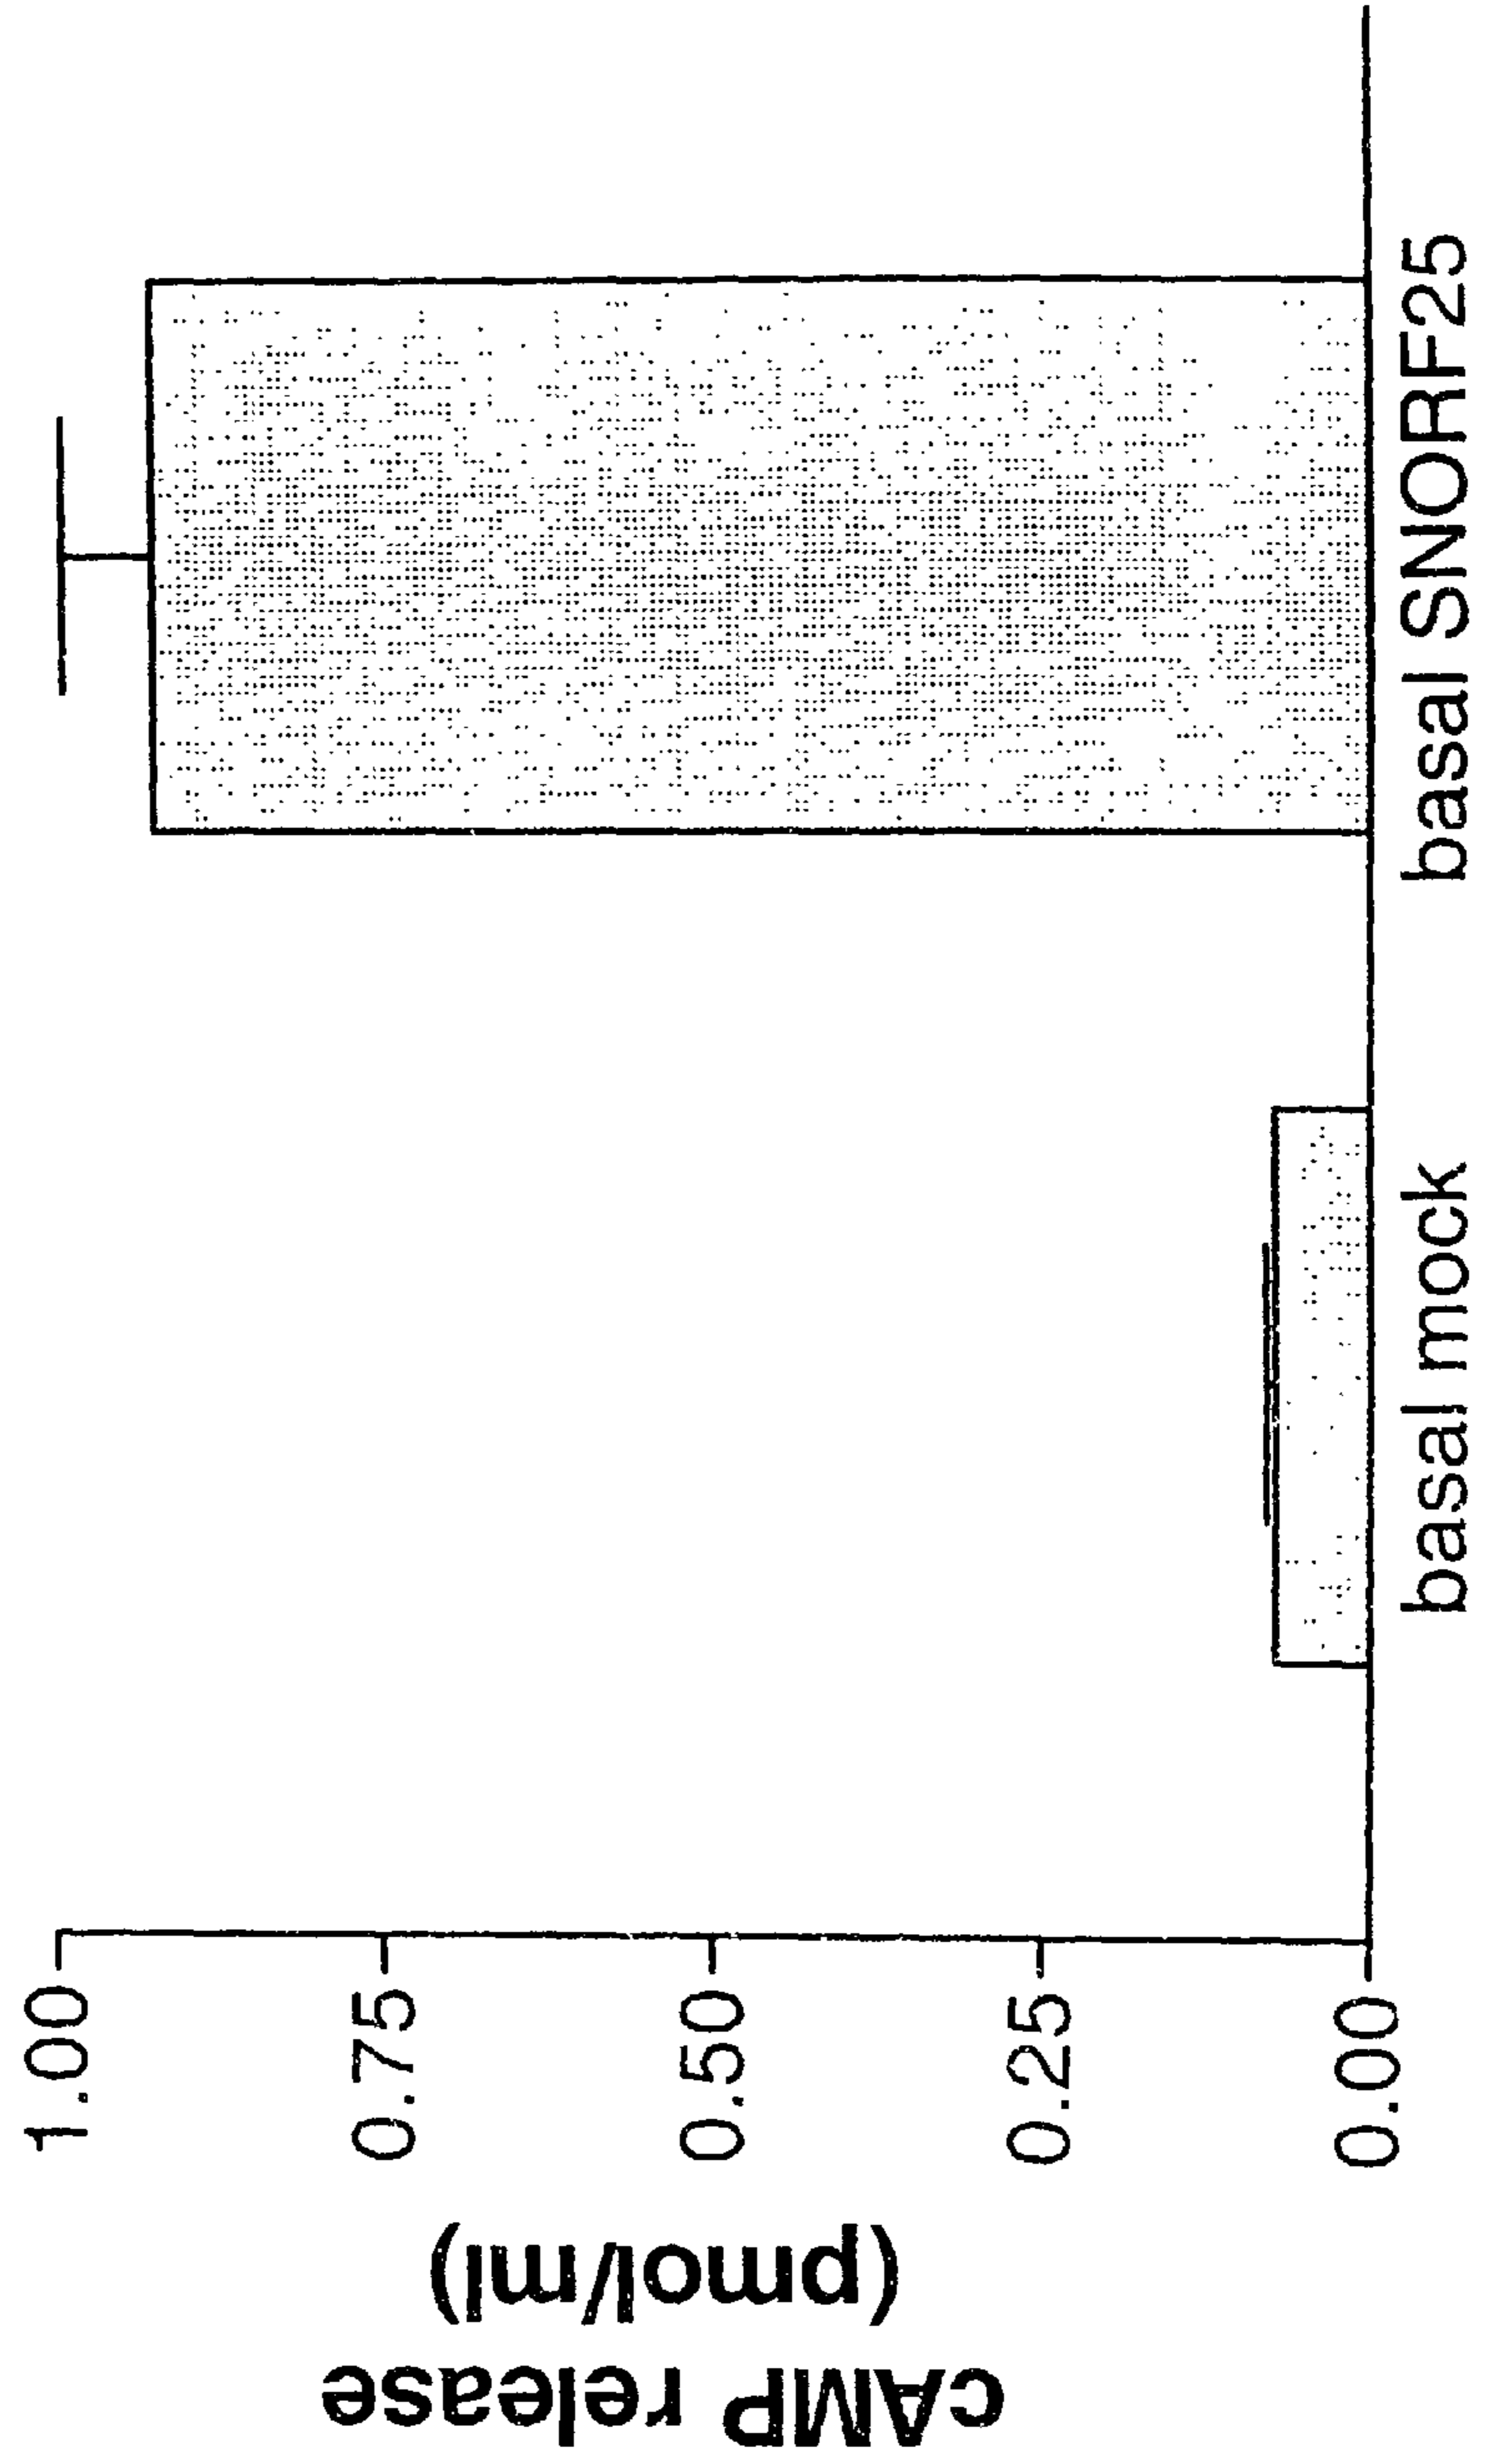 cAMP release
(pmol/ml)
1.00
0.75
0.50
0.25
0.00
basal mock
basal SNORF25